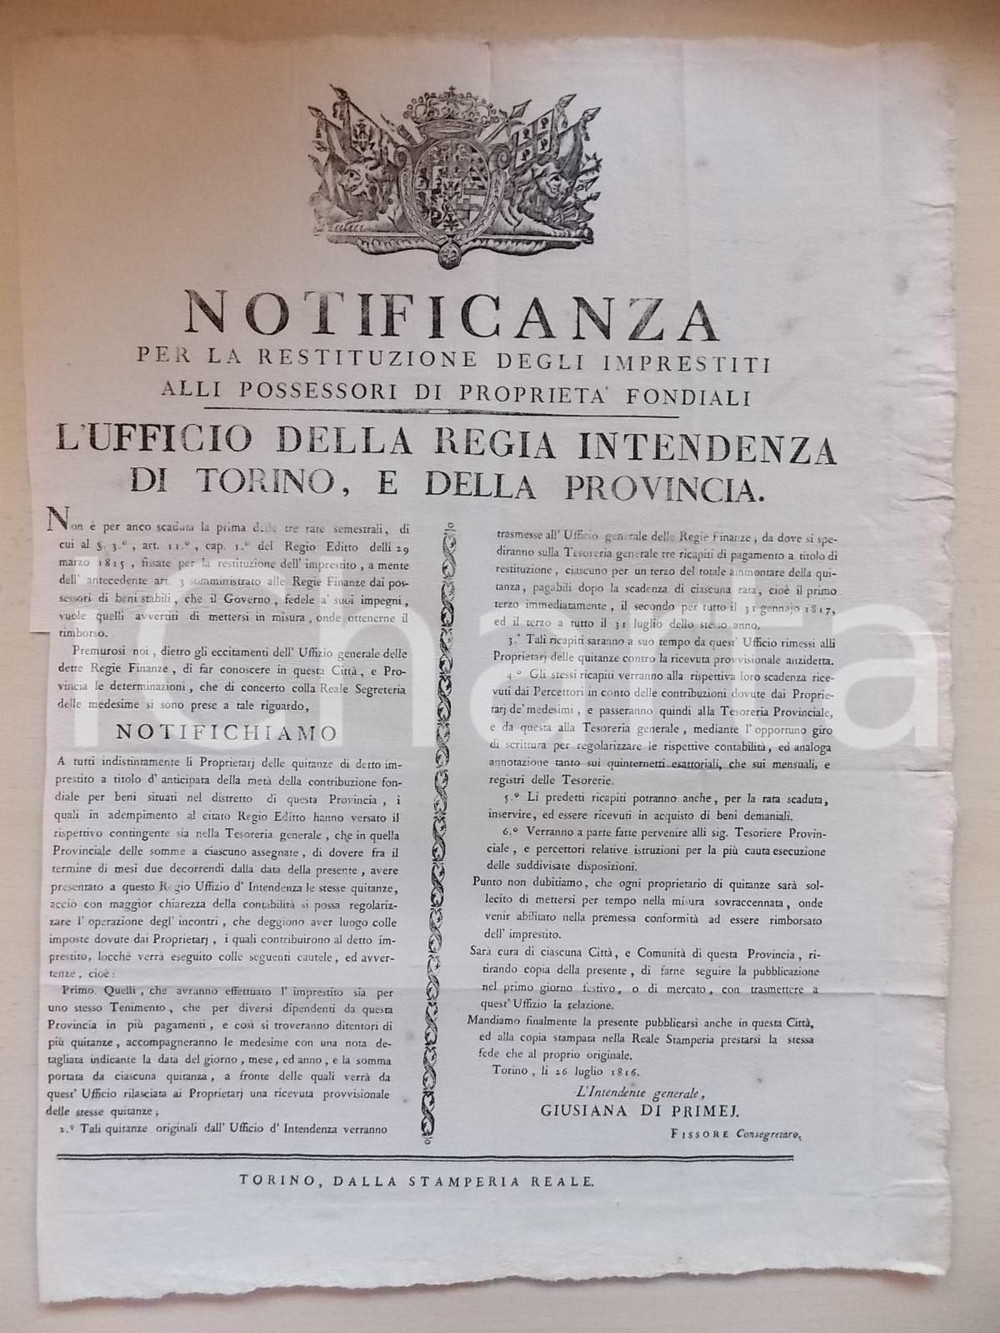 NOTIFICANZA
PER LA RESTITUZIONE DEGLI IMPRESTITI
ALLI POSSESSORI DI PROPRIETA' FONDIALI
L'UFFICIO DELLA REGIA INTENDENZA
DI TORINO, E DELLA PROVINCIA.
Non è per anco scaduta la prima delle tre rate semestrali, di
cui al §. 3.º, art. 11.º, cap. 1.º del Regio Editto delli 29
marzo 1815, fissate per la restituzione dell' imprestito, a mente
dell' antecedente art. 3 somministrato alle Regie Finanze dai pos-
sessori di beni stabili, che il Governo, fedele a' suoi impegni,
vuole quelli avvertiti di mettersi in misura, onde ottenerne il
rimborso.
Premurosi noi, dietro gli eccitamenti dell' Uffizio generale delle
dette Regie Finanze, di far conoscere in questa Città, e Pro-
vincia le determinazioni, che di concerto colla Reale Segreteria
delle medesime si sono prese a tale riguardo,
NOTIFICHIAMO
A tutti indistintamente li Proprietarj delle quitanze di detto im-
prestito a titolo d' anticipata della metà della contribuzione fon-
diale per beni situati nel distretto di questa Provincia, i
quali in adempimento al citato Regio Editto hanno versato il
rispettivo contingente sia nella Tesoreria generale, che in quella
Provinciale delle somme a ciascuno assegnate, di dovere fra il
termine di mesi due decorrendi dalla data della presente, avere
presentato a questo Regio Uffizio d' Intendenza le stesse quitanze,
accio con maggior chiarezza della contabilità si possa regolariz-
zare l' operazione degl' incontri, che deggiono aver luogo colle
imposte dovute dai Proprietarj, i quali contribuirono al detto im-
prestito, locchè verrà eseguito colle seguenti cautele, ed avver-
tenze, cioè:
Primo. Quelli, che avranno effettuato l' imprestito sia per
uno stesso Tenimento, che per diversi dipendenti da questa
Provincia in più pagamenti, e così si troveranno ditentori di
più quitanze, accompagneranno le medesime con una nota de-
tagliata indicante la data del giorno, mese, ed anno, e la somma
portata da ciascuna quitanza, a fronte delle quali verrà da
quest' Uffizio rilasciata ai Proprietarj una ricevuta provvisionale
delle stesse quitanze;
2.º Tali quitanze originali dall' Ufficio d' Intendenza verranno
trasmesse all' Ufficio generale delle Regie Finanze, da dove si spe-
diranno sulla Tesoreria generale tre ricapiti di pagamento a titolo di
restituzione, ciascuno per un terzo del totale ammontare della qui-
tanza, pagabili dopo la scadenza di ciascuna rata, cioè il primo
terzo immediatamente, il secondo per tutto il 31 gennajo 1817,
ed il terzo a tutto il 31 luglio dello stesso anno.
3.º Tali ricapiti saranno a suo tempo da quest' Ufficio rimessi alli
Proprietarj delle quitanze contro la ricevuta provvisionale anzidetta.
4.º Gli stessi ricapiti verranno alla rispettiva loro scadenza rice-
vuti dai Percettori in conto delle contribuzioni dovute dai Proprie-
tarj de' medesimi, e passeranno quindi alla Tesoreria Provinciale,
e da questa alla Tesoreria generale, mediante l' opportuno giro
di scrittura per regolarizzare le rispettive contabilità, ed analoga
annotazione tanto sui quinternetti esattoriali, che sui mensuali, e
registri delle Tesorerie.
5.º Li predetti ricapiti potranno anche, per la rata scaduta,
inservire, ed essere ricevuti in acquisto di beni demaniali.
6.º Verranno a parte fatte pervenire alli sig. Tesoriere Provin-
ciale, e percettori relative istruzioni per la più cauta esecuzione
delle suddivisate disposizioni.
Punto non dubitiamo, che ogni proprietario di quitanze sarà sol-
lecito di mettersi per tempo nella misura sovraccennata, onde
venir abilitato nella premessa conformità ad essere rimborsato
dell' imprestito.
Sarà cura di ciascuna Città, e Comunità di questa Provincia, ri-
tirando copia della presente, di farne seguire la pubblicazione
nel primo giorno festivo, o di mercato, con trasmettere a
quest' Uffizio la relazione.
Mandiamo finalmente la presente pubblicarsi anche in questa Città,
ed alla copia stampata nella Reale Stamperia prestarsi la stessa
fede che al proprio originale.
Torino, li 26 luglio 1816.
L'Intendente generale,
GIUSIANA DI PRIMEJ.
FISSORE Consegretaro,
TORINO, DALLA STAMPERIA REALE.